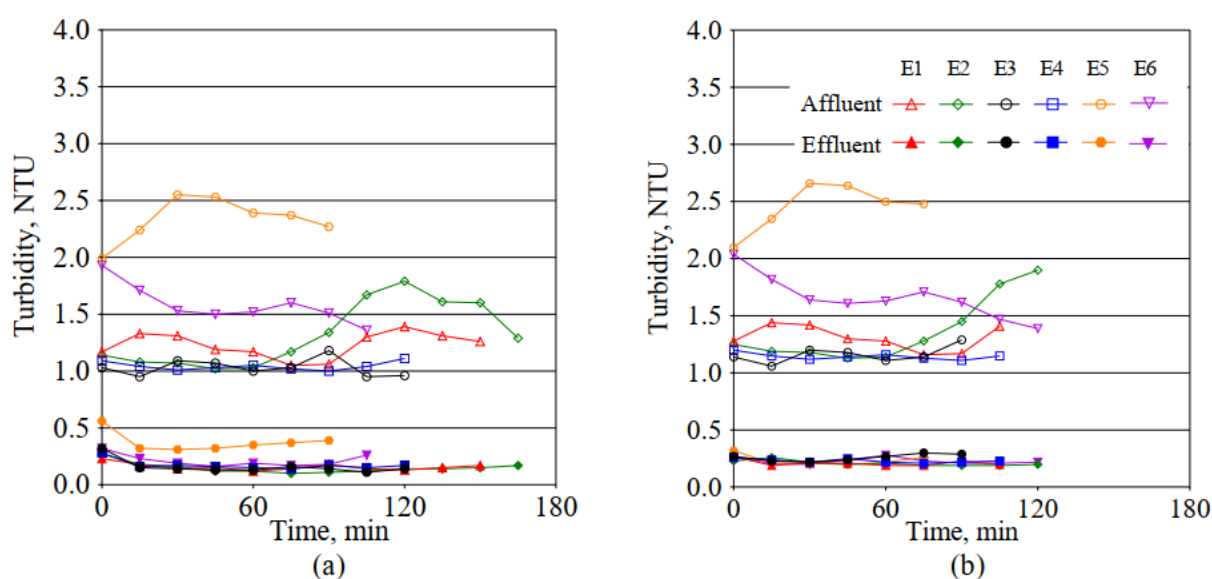 4.0
3.5
3.0
2.5
2.0
1.5
1.0
0.5
0.0
Turbidity, NTU
0 60 120 180
Time, min
(a)
4.0
3.5
3.0
2.5
2.0
1.5
1.0
0.5
0.0
Turbidity, NTU
E1 E2 E3 E4 E5 E6
Affluent
Effluent
0 60 120 180
Time, min
(b)